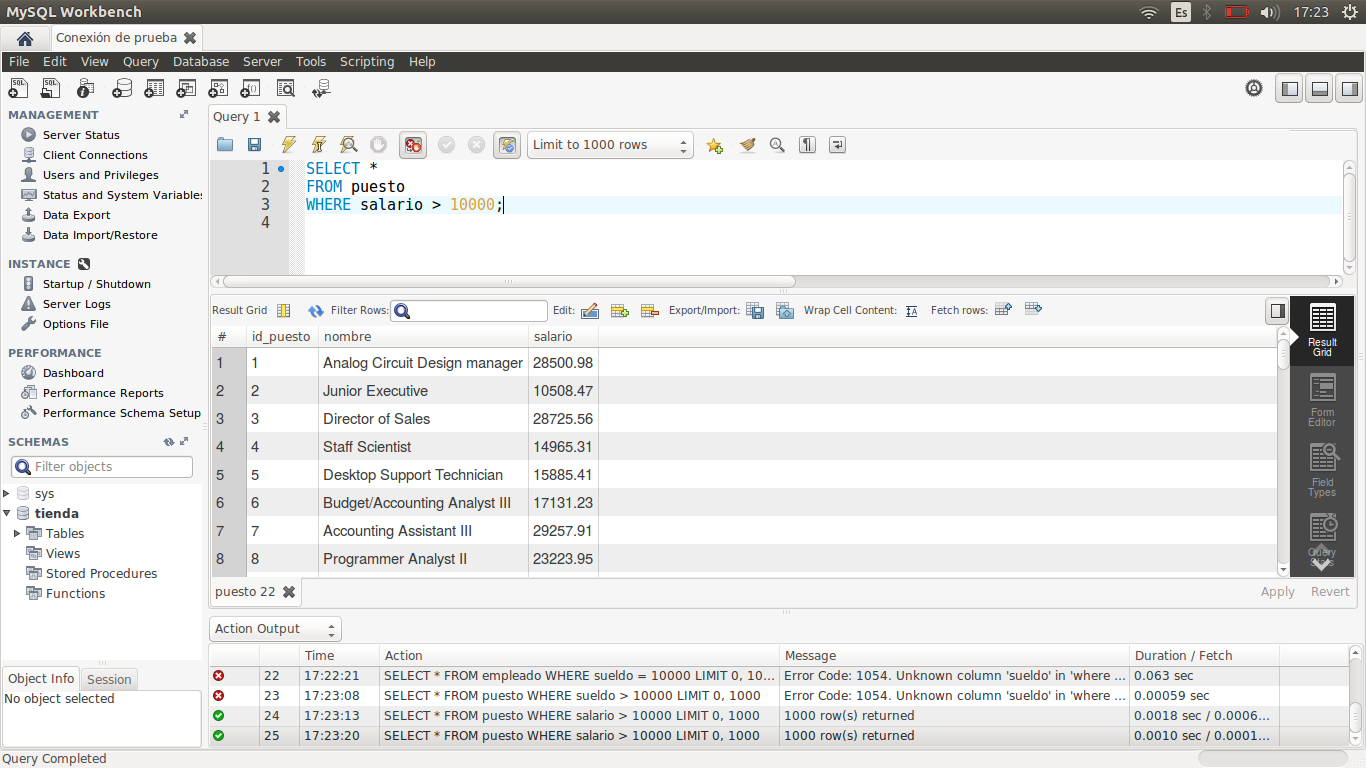 MySQL Workbench
Es
17:23
Conexión de prueba
File Edit View Query Database Server Tools Scripting Help
MANAGEMENT
Server Status
Client Connections
Users and Privileges
Status and System Variable
Data Export
Data Import/Restore
INSTANCE
Startup / Shutdown
Server Logs
Options File
PERFORMANCE
Dashboard
Performance Reports
Performance Schema Setup
SCHEMAS
Filter objects
sys
tienda
Tables
Views
Stored Procedures
Functions
Object Info Session
No object selected
Query 1
Limit to 1000 rows
1 SELECT *
2 FROM puesto
3 WHERE salario > 10000;
4
Result Grid Filter Rows: Edit: Export/Import: Wrap Cell Content: Fetch rows:
# id_puesto nombre salario
1 1 Analog Circuit Design manager 28500.98
2 2 Junior Executive 10508.47
3 3 Director of Sales 28725.56
4 4 Staff Scientist 14965.31
5 5 Desktop Support Technician 15885.41
6 6 Budget/Accounting Analyst III 17131.23
7 7 Accounting Assistant III 29257.91
8 8 Programmer Analyst II 23223.95
Result
Grid
Form
Editor
Field
Types
Query
Stats
puesto 22
Apply Revert
Action Output
Time Action Message Duration / Fetch
22 17:22:21 SELECT * FROM empleado WHERE sueldo = 10000 LIMIT 0, 10... Error Code: 1054. Unknown column 'sueldo' in 'where ... 0.063 sec
23 17:23:08 SELECT * FROM puesto WHERE sueldo > 10000 LIMIT 0, 1000 Error Code: 1054. Unknown column 'sueldo' in 'where ... 0.00059 sec
24 17:23:13 SELECT * FROM puesto WHERE salario > 10000 LIMIT 0, 1000 1000 row(s) returned 0.0018 sec / 0.0006...
25 17:23:20 SELECT * FROM puesto WHERE salario > 10000 LIMIT 0, 1000 1000 row(s) returned 0.0010 sec / 0.0001...
Query Completed